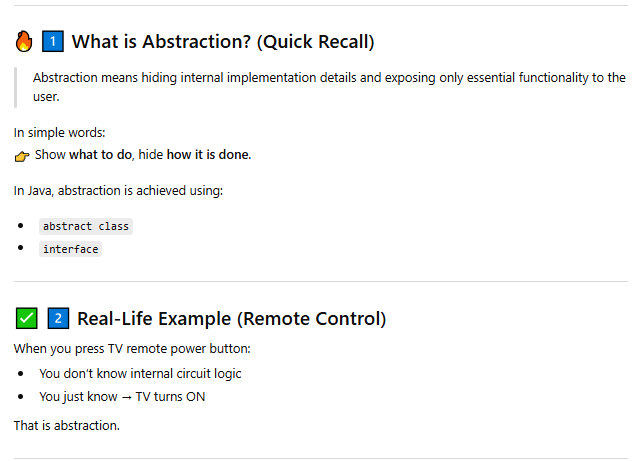 🔥 1️⃣ What is Abstraction? (Quick Recall)
Abstraction means hiding internal implementation details and exposing only essential functionality to the
user.
In simple words:
👉 Show what to do, hide how it is done.
In Java, abstraction is achieved using:
• abstract class
• interface
✅ 2️⃣ Real-Life Example (Remote Control)
When you press TV remote power button:
• You don't know internal circuit logic
• You just know → TV turns ON
That is abstraction.